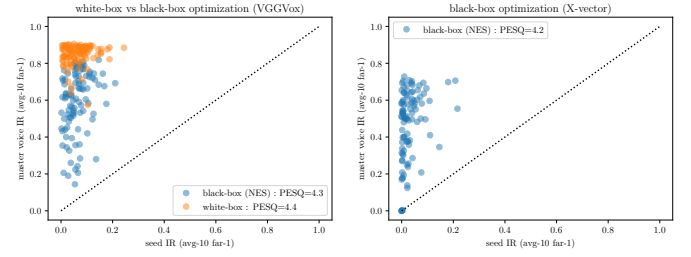 white-box vs black-box optimization (VGGVox)
master voice IR (avg-10 far-1)
1.0
0.8
0.6
0.4
0.2
0.0
black-box (NES) : PESQ=4.3
white-box : PESQ=4.4
0.0 0.2 0.4 0.6 0.8 1.0
seed IR (avg-10 far-1)
black-box optimization (X-vector)
black-box (NES) : PESQ=4.2
master voice IR (avg-10 far-1)
1.0
0.8
0.6
0.4
0.2
0.0
0.0 0.2 0.4 0.6 0.8 1.0
seed IR (avg-10 far-1)